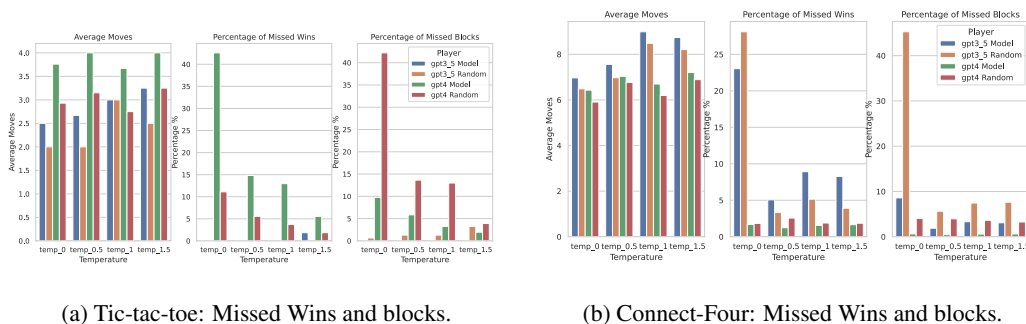 Average Moves
Percentage of Missed Wins
Percentage of Missed Blocks
4.0
3.5
3.0
2.5
2.0
1.5
1.0
0.5
0.0
Average Moves
temp_0 temp_0.5 temp_1 temp_1.5
Temperature
40
35
30
25
20
15
10
5
0
Percentage %
temp_0 temp_0.5 temp_1 temp_1.5
Temperature
40
35
30
25
20
15
10
5
0
Percentage %
Player
gpt3_5 Model
gpt3_5 Random
gpt4 Model
gpt4 Random
temp_0 temp_0.5 temp_1 temp_1.5
Temperature
(a) Tic-tac-toe: Missed Wins and blocks.
Average Moves
Percentage of Missed Wins
Percentage of Missed Blocks
8
6
4
2
0
Average Moves
temp_0 temp_0.5 temp_1 temp_1.5
Temperature
25
20
15
10
5
0
Percentage %
temp_0 temp_0.5 temp_1 temp_1.5
Temperature
40
30
20
10
0
Percentage %
Player
gpt3_5 Model
gpt3_5 Random
gpt4 Model
gpt4 Random
temp_0 temp_0.5 temp_1 temp_1.5
Temperature
(b) Connect-Four: Missed Wins and blocks.